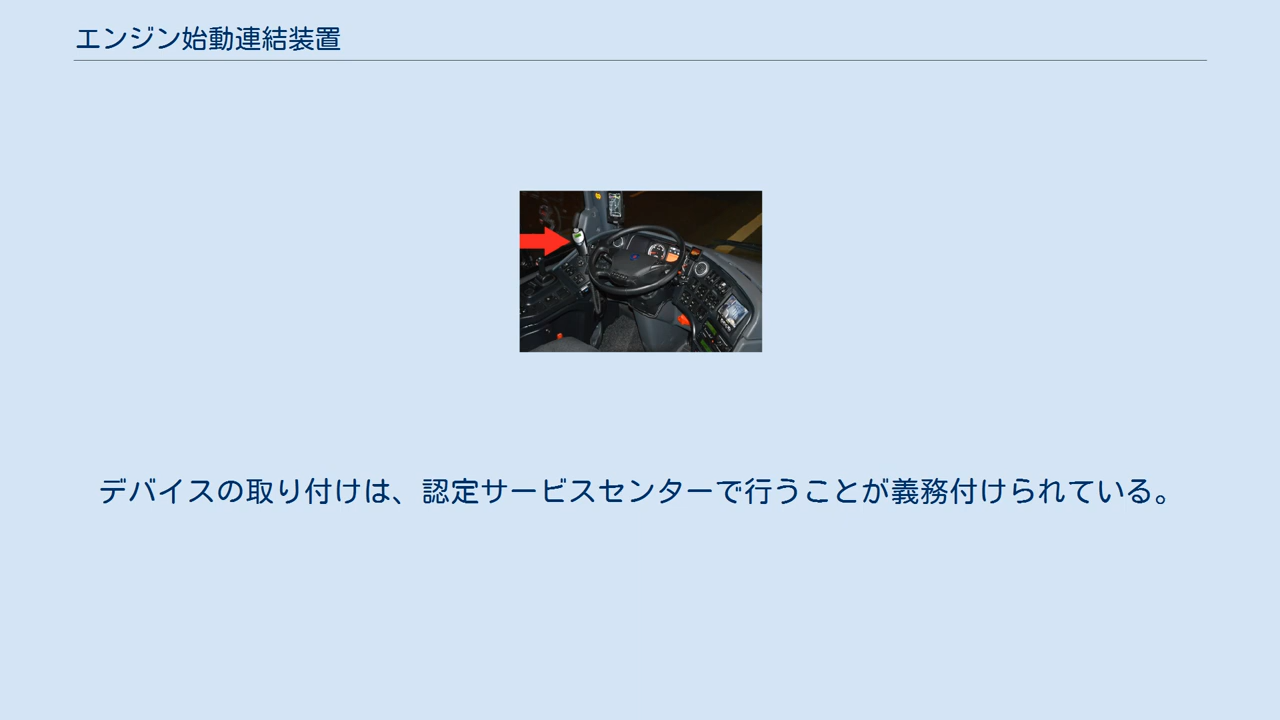 エンジン始動連結装置
デバイスの取り付けは、認定サービスセンターで行うことが義務付けられている。